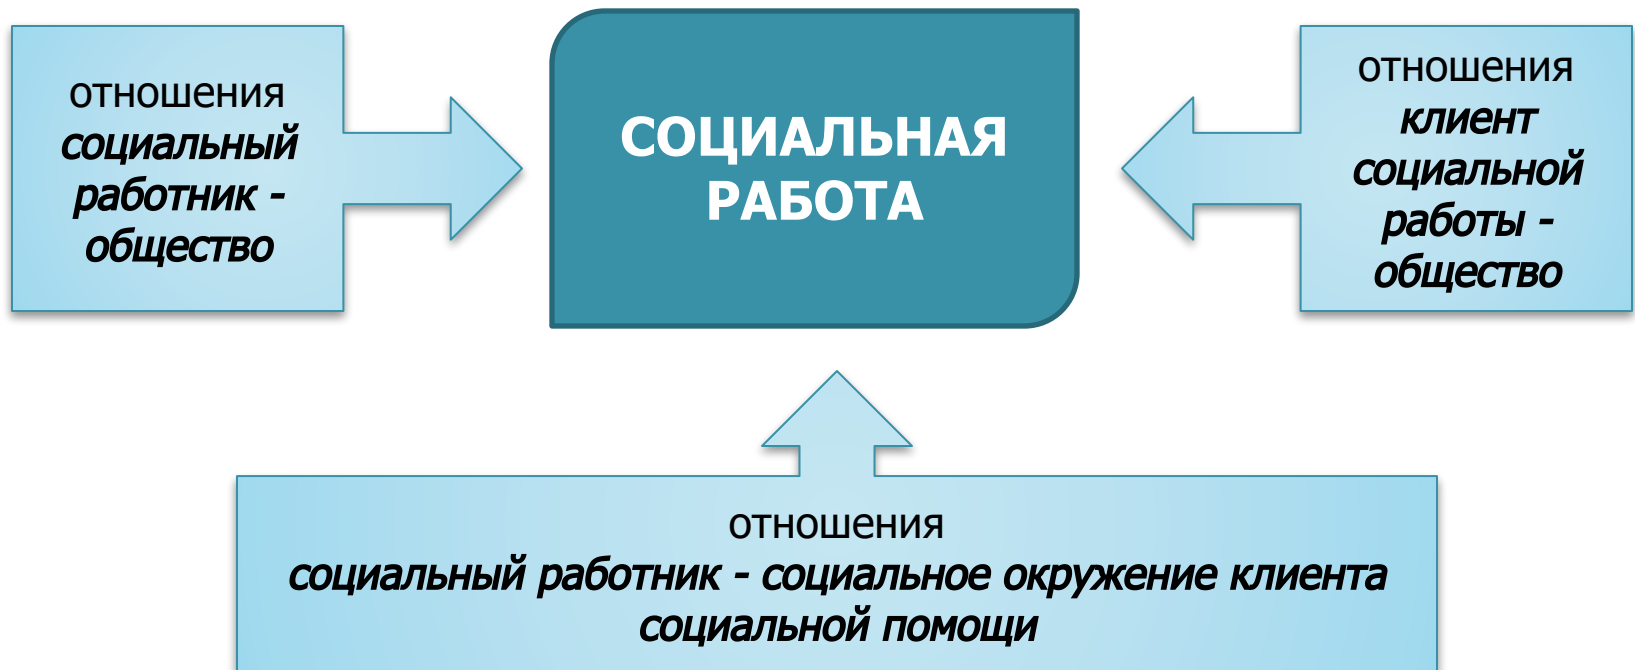 отношения
социальный
работник -
общество
СОЦИАЛЬНАЯ
РАБОТА
отношения
клиент
социальной
работы -
общество
отношения
социальный работник - социальное окружение клиента
социальной помощи